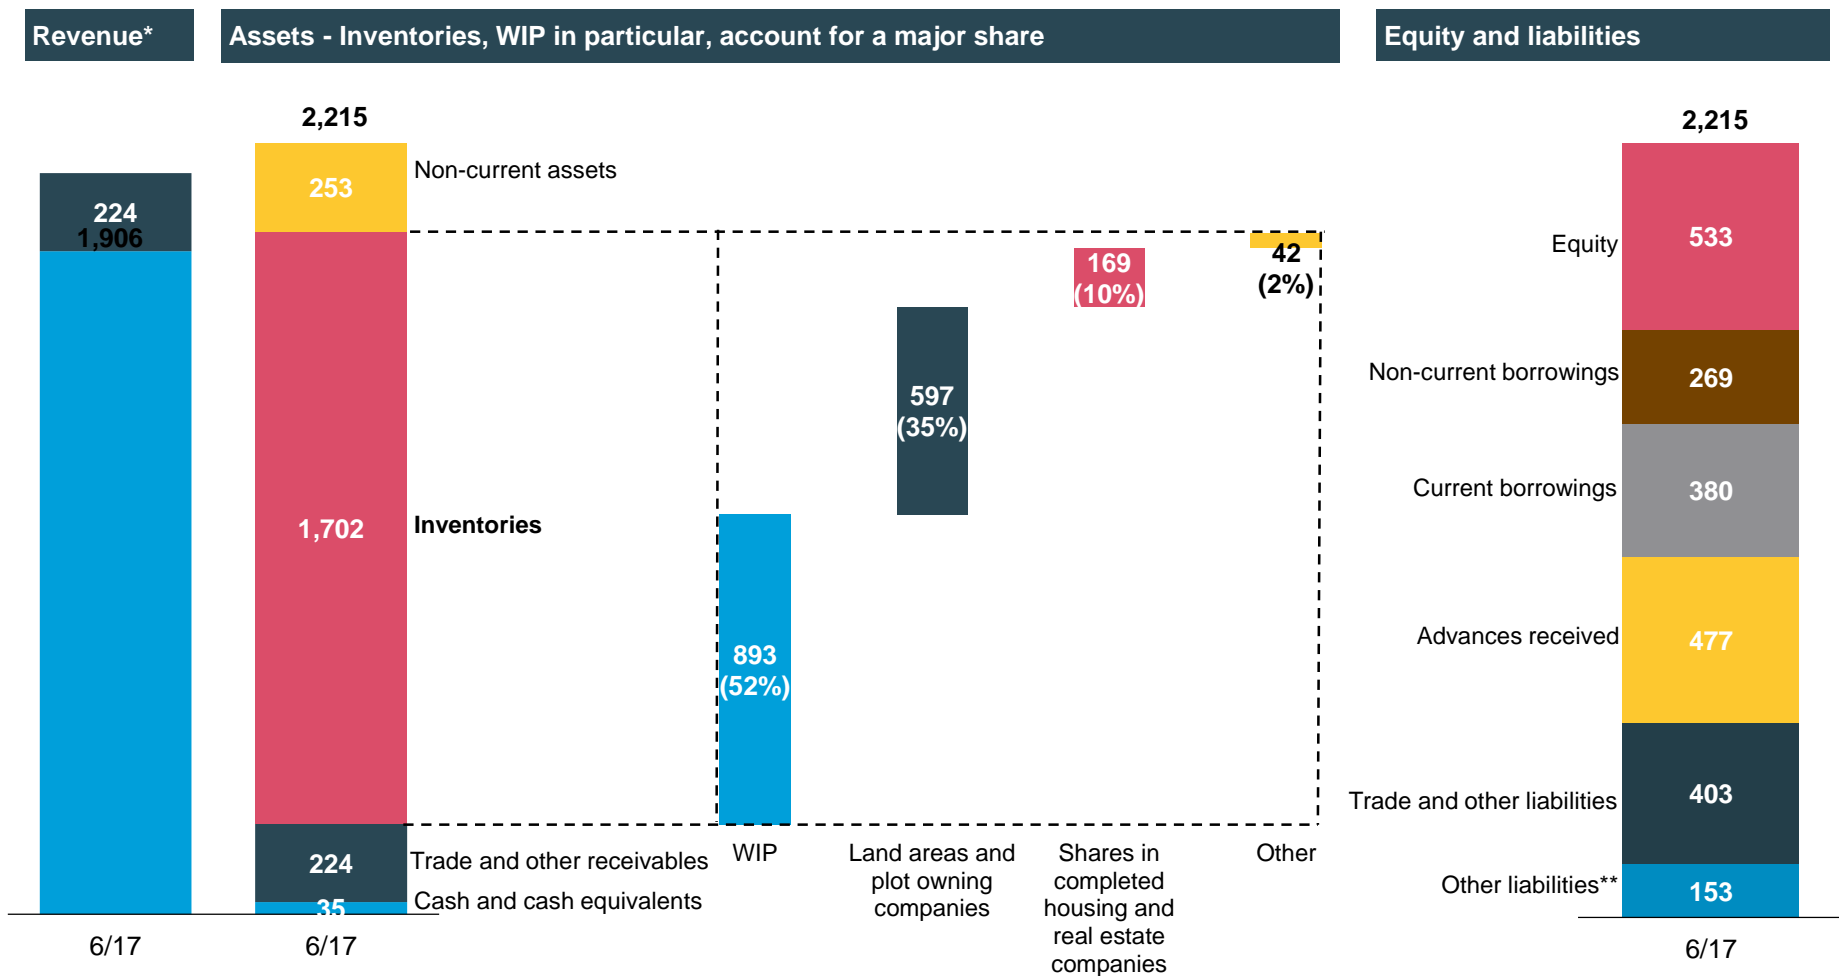 Revenue*
224
1,906
6/17
Assets - Inventories, WIP in particular, account for a major share
2,215
253
Non-current assets
1,702
Inventories
224
Trade and other receivables
35
Cash and cash equivalents
6/17
893
(52%)
WIP
597
(35%)
Land areas and
plot owning
companies
169
(10%)
Shares in
completed
housing and
real estate
companies
42
(2%)
Other
Equity and liabilities
2,215
Equity
533
Non-current borrowings
269
Current borrowings
380
Advances received
477
Trade and other liabilities
403
Other liabilities**
153
6/17